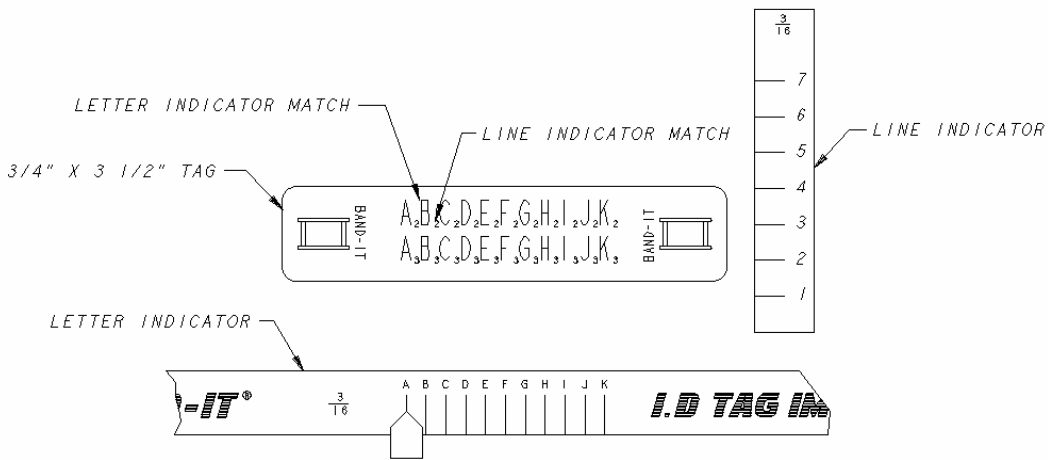 3
16
7
6
5
4
3
2
1
LINE INDICATOR
LETTER INDICATOR MATCH
LINE INDICATOR MATCH
3/4" X 3 1/2" TAG
BAND-IT
A₂B₂C₂D₂E₂F₂G₂H₂I₂J₂K₂
A₃B₃C₃D₃E₃F₃G₃H₃I₃J₃K₃
BAND-IT
LETTER INDICATOR
-IT®
3
16
A B C D E F G H I J K
I.D TAG IM